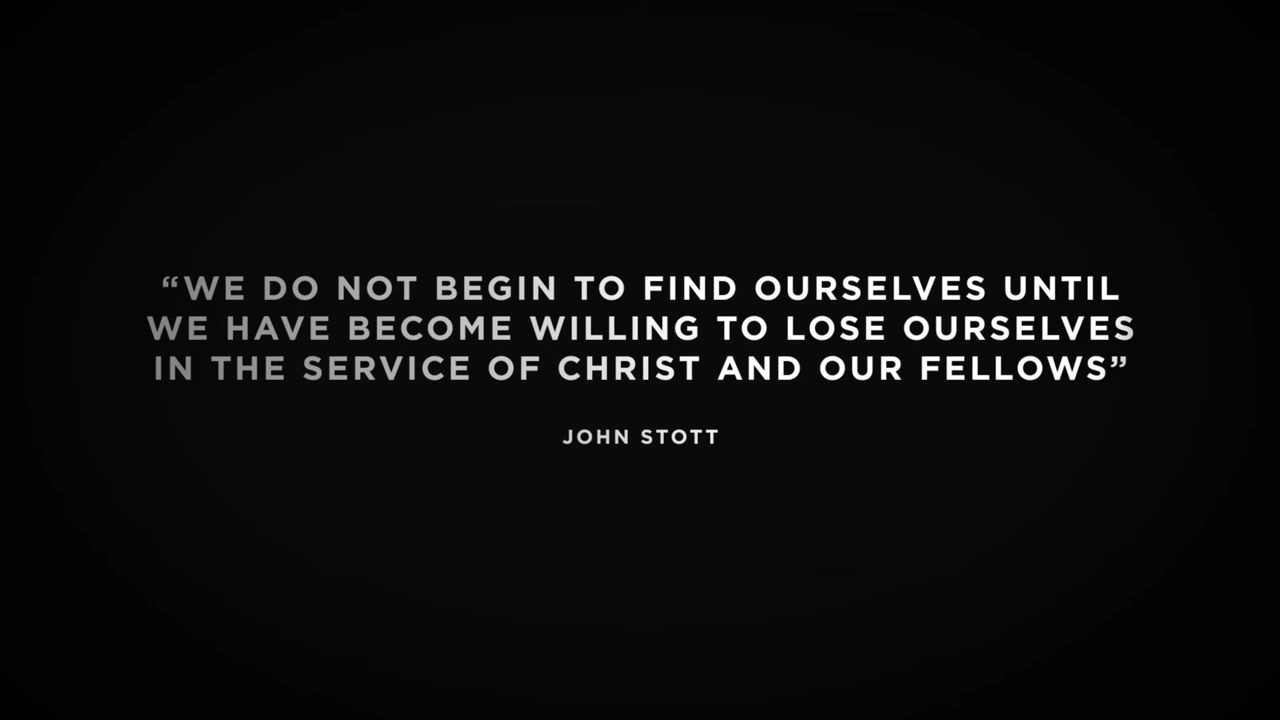 “WE DO NOT BEGIN TO FIND OURSELVES UNTIL
WE HAVE BECOME WILLING TO LOSE OURSELVES
IN THE SERVICE OF CHRIST AND OUR FELLOWS”
JOHN STOTT